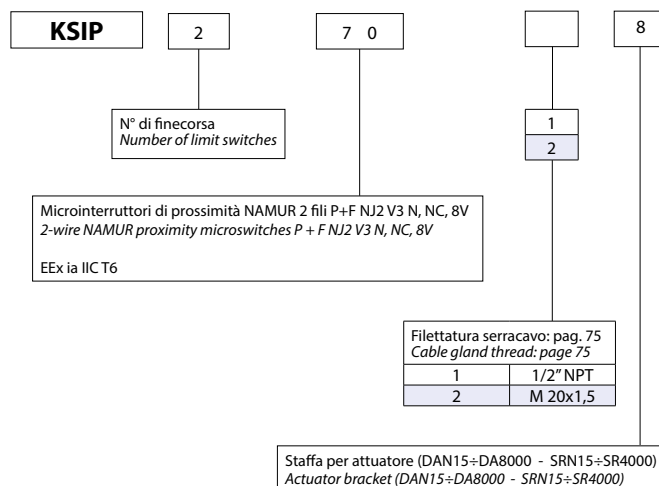 KSIP 2 7 0 8
N° di finecorsa
Number of limit switches
1
2
Microinterruttori di prossimità NAMUR 2 fili P+F NJ2 V3 N, NC, 8V
2-wire NAMUR proximity microswitches P + F NJ2 V3 N, NC, 8V
EEx ia IIC T6
Filettatura serracavo: pag. 75
Cable gland thread: page 75
1 1/2” NPT
2 M 20x1,5
Staffa per attuatore (DAN15÷DA8000 - SRN15÷SR4000)
Actuator bracket (DAN15÷DA8000 - SRN15÷SR4000)